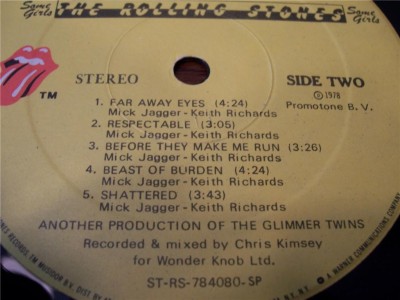 Some Girls THE ROLLING STONES Some Girls
TM
STEREO
SIDE TWO
℗ 1978
Promotone B.V.
1. FAR AWAY EYES (4:24)
Mick Jagger-Keith Richards
2. RESPECTABLE (3:05)
Mick Jagger-Keith Richards
3. BEFORE THEY MAKE ME RUN (3:26)
Mick Jagger-Keith Richards
4. BEAST OF BURDEN (4:24)
Mick Jagger-Keith Richards
5. SHATTERED (3:43)
Mick Jagger-Keith Richards
ANOTHER PRODUCTION OF THE GLIMMER TWINS
Recorded & mixed by Chris Kimsey
for Wonder Knob Ltd.
ST-RS-784080-SP
A WARNER COMMUNICATIONS COMPANY